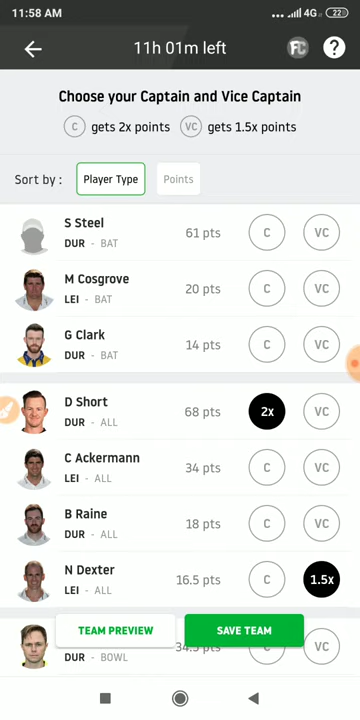 11:58 AM
... 4G 22
11h 01m left
FC ?
Choose your Captain and Vice Captain
C gets 2x points VC gets 1.5x points
Sort by : Player Type Points
S Steel
DUR - BAT 61 pts C VC
M Cosgrove
LEI - BAT 20 pts C VC
G Clark
DUR - BAT 14 pts C VC
D Short
DUR - ALL 68 pts 2x VC
C Ackermann
LEI - ALL 34 pts C VC
B Raine
DUR - ALL 18 pts C VC
N Dexter
LEI - ALL 16.5 pts C 1.5x
TEAM PREVIEW SAVE TEAM
DUR - BOWL 34.5 pts C VC